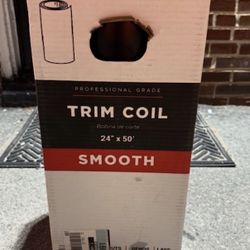 PROFESSIONAL GRADE
TRIM COIL
Bobina de corte
24" x 50'
SMOOTH